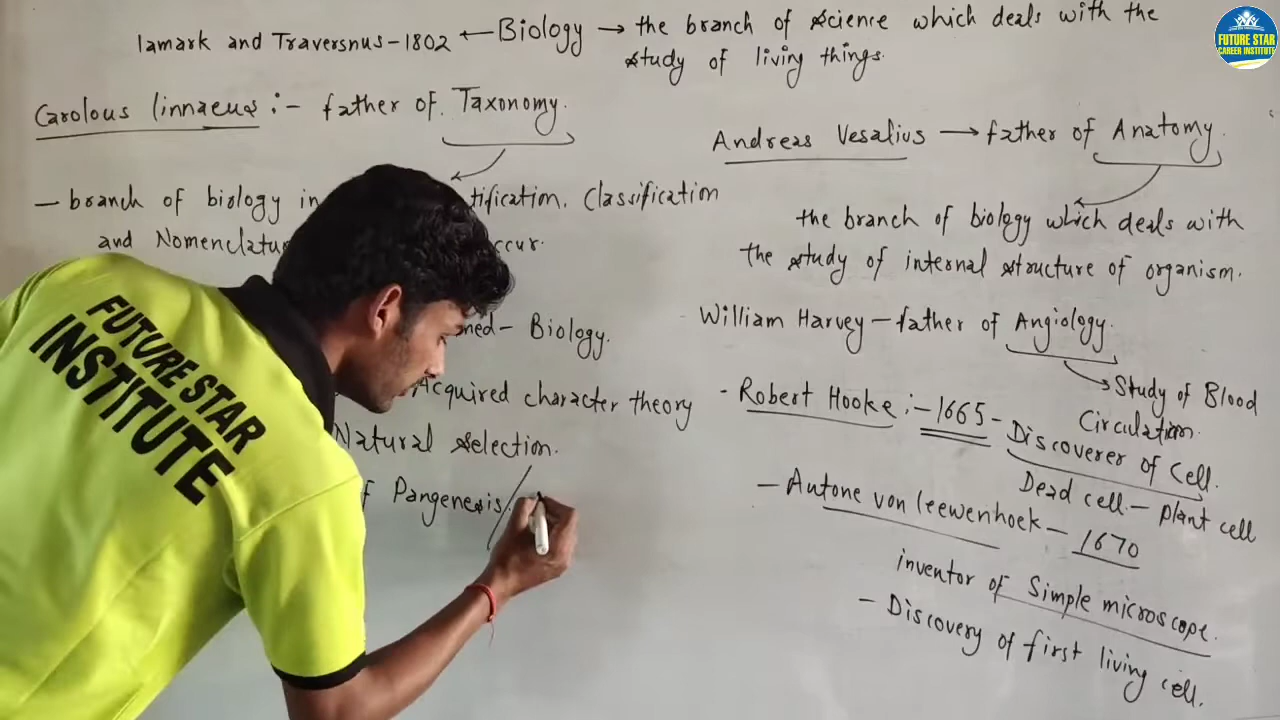 lamark and Traversnus-1802 ← Biology → the branch of science which deals with the
study of living things.
Carolous linnaeus :- father of Taxonomy.
- branch of biology in tification, Classification
and Nomenclatu occur.
ned- Biology.
Acquired character theory
Natural selection.
f Pangenesis/
Andreas Vesalius → father of Anatomy.
the branch of biology which deals with
the study of internal structure of organism.
William Harvey - father of Angiology.
Study of Blood
Circulation.
- Robert Hooke :- 1665 - Discoverer of Cell.
Dead cell - plant cell
- Autone von leewenhoek - 1670
inventor of Simple microscope.
- Discovery of first living cell.
FUTURE STAR
INSTITUTE
FUTURE STAR
CAREER INSTITUTE